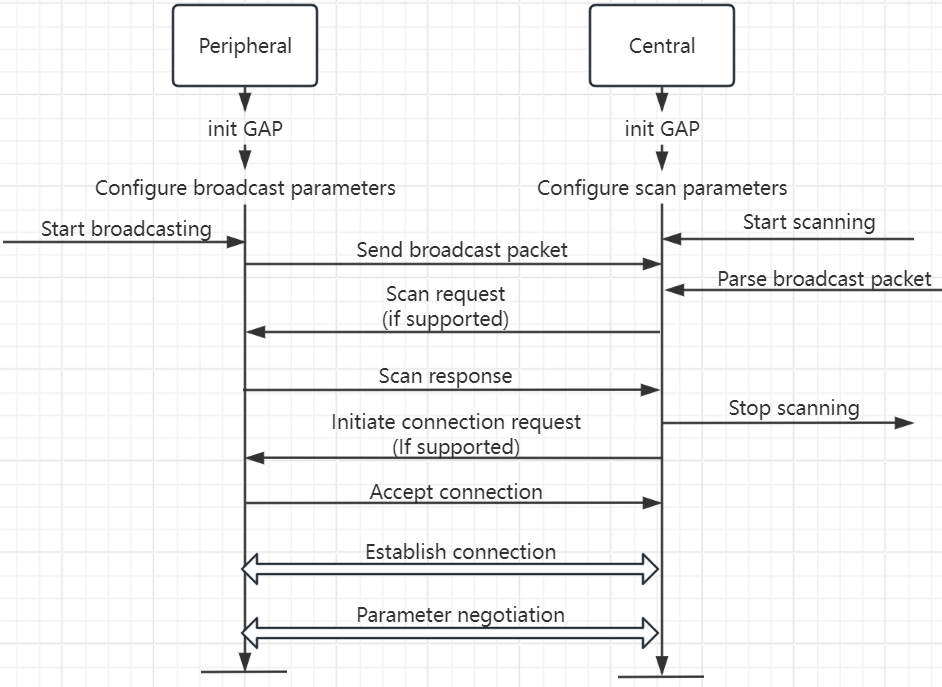 Peripheral
Central
init GAP
init GAP
Configure broadcast parameters
Configure scan parameters
Start broadcasting
Start scanning
Send broadcast packet
Parse broadcast packet
Scan request
(if supported)
Scan response
Stop scanning
Initiate connection request
(If supported)
Accept connection
Establish connection
Parameter negotiation